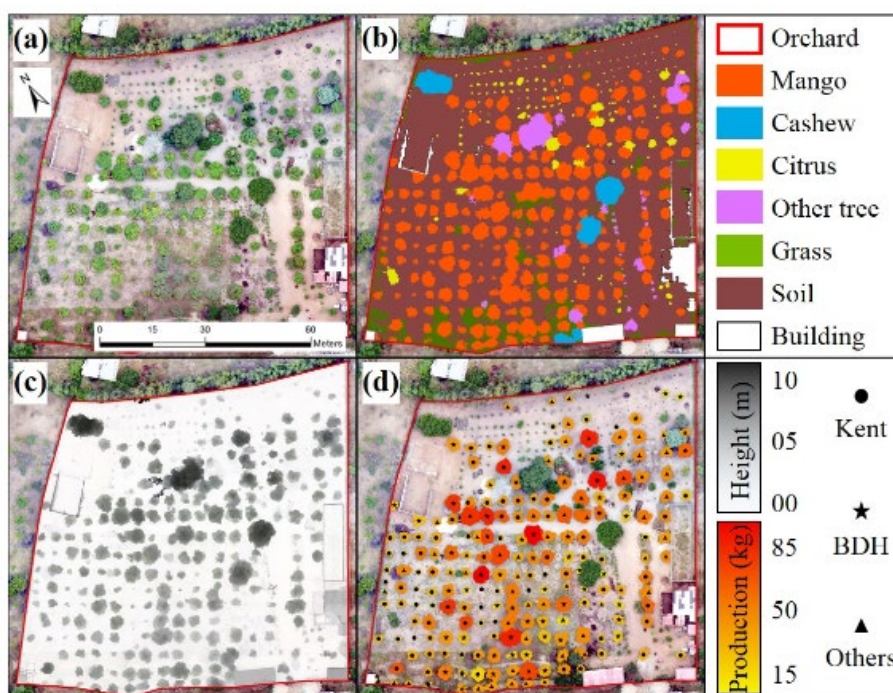 (a)
N
0 15 30 60
Meters
(b)
Orchard
Mango
Cashew
Citrus
Other tree
Grass
Soil
Building
(c)
(d)
Height (m)
10
05
00
Production (kg)
85
50
15
Kent
BDH
Others